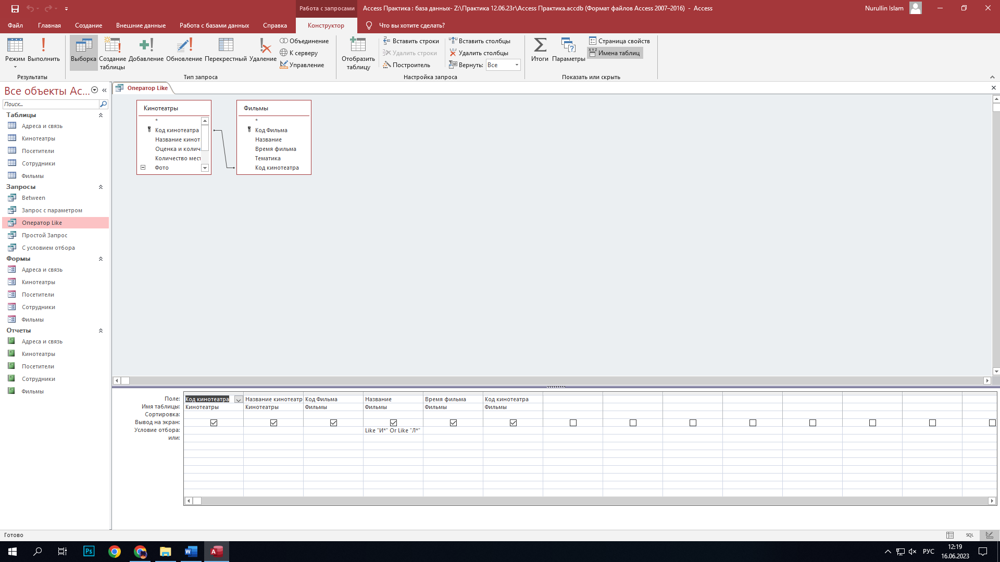 Работа с запросами
Access Практика : база данных- Z:\Практика 12.06.23г\Access Практика.accdb (Формат файлов Access 2007–2016) - Access
Nurullin Islam
Файл Главная Создание Внешние данные Работа с базами данных Справка Конструктор Что вы хотите сделать?
Режим Выполнить
Результаты
Выборка Создание таблицы Добавление Обновление Перекрестный Удаление
Объединение
К серверу
Управление
Тип запроса
Отобразить таблицу
Вставить строки
Удалить строки
Построитель
Вставить столбцы
Удалить столбцы
Вернуть: Все
Настройка запроса
Итоги Параметры
Страница свойств
XYZ Имена таблиц
Показать или скрыть
Все объекты Ac...
Поиск...
Таблицы
Адреса и связь
Кинотеатры
Посетители
Сотрудники
Фильмы
Запросы
Between
Запрос с параметром
Оператор Like
Простой Запрос
С условием отбора
Формы
Адреса и связь
Кинотеатры
Посетители
Сотрудники
Фильмы
Отчеты
Адреса и связь
Кинотеатры
Посетители
Сотрудники
Фильмы
Оператор Like
Кинотеатры
*
Код кинотеатра
Название кинот
Оценка и колич
Количество мест
Фото
Фильмы
*
Код Фильма
Название
Время фильма
Тематика
Код кинотеатра
Поле: Код кинотеатра Название кинотеатр Код Фильма Название Время фильма Код кинотеатра
Имя таблицы: Кинотеатры Кинотеатры Фильмы Фильмы Фильмы Фильмы
Сортировка:
Вывод на экран:
Условие отбора: Like "И*" Or Like "Л*"
или:
Готово
SQL
Ps
РУС
12:19
16.06.2023